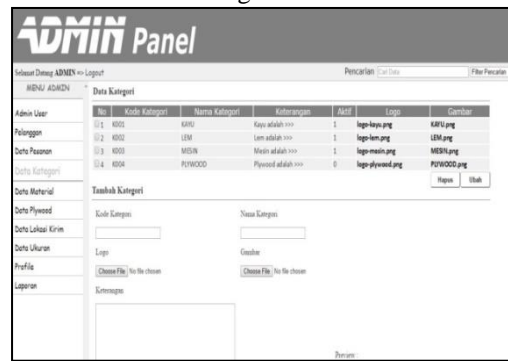 ADMIN Panel
Selamat Datang ADMIN => Logout
Pencarian Cari Data Filter Pencarian
MENU ADMIN
Admin User
Pelanggan
Data Pesanan
Data Kategori
Data Material
Data Plywood
Data Lokasi Kirim
Data Ukuran
Profile
Laporan
Data Kategori
No Kode Kategori Nama Kategori Keterangan Aktif Logo Gambar
1 K001 KAYU Kayu adalah >>> 1 logo-kayu.png KAYU.png
2 K002 LEM Lem adalah >>> 1 logo-lem.png LEM.png
3 K003 MESIN Mesin adalah >>> 1 logo-mesin.png MESIN.png
4 K004 PLYWOOD Plywood adalah >>> 0 logo-plywood.png PLYWOOD.png
Hapus Ubah
Tambah Kategori
Kode Kategori Nama Kategori
Logo Gambar
Choose File No file chosen Choose File No file chosen
Keterangan
Preview